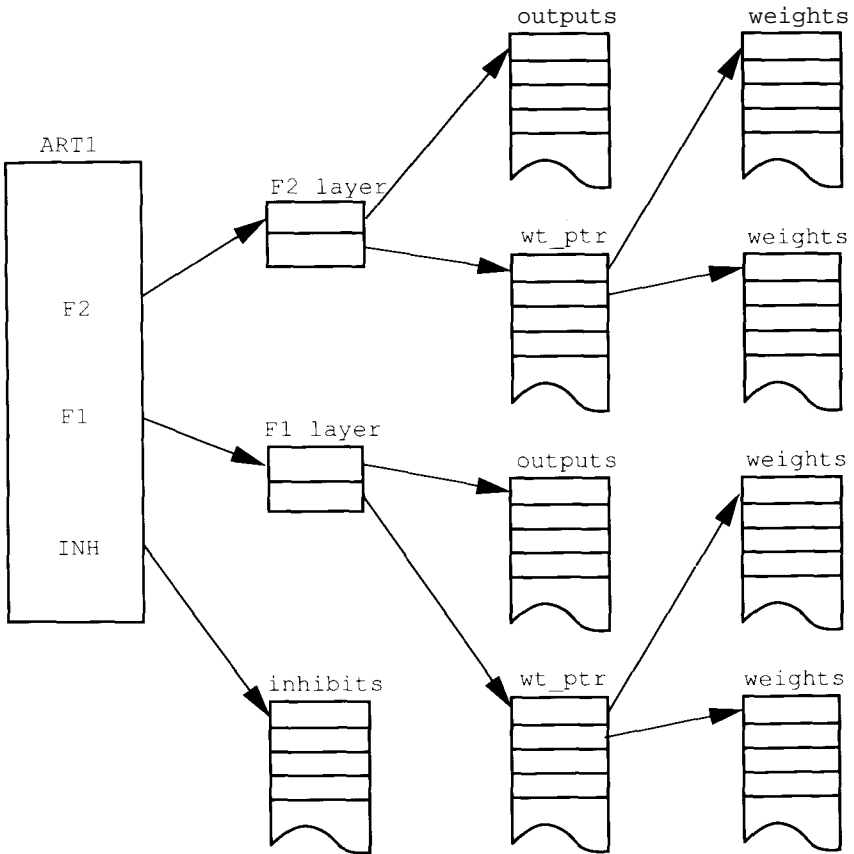 outputs
weights
ART1
F2 layer
wt_ptr
weights
F2
F1
F1 layer
outputs
weights
INH
inhibits
wt_ptr
weights